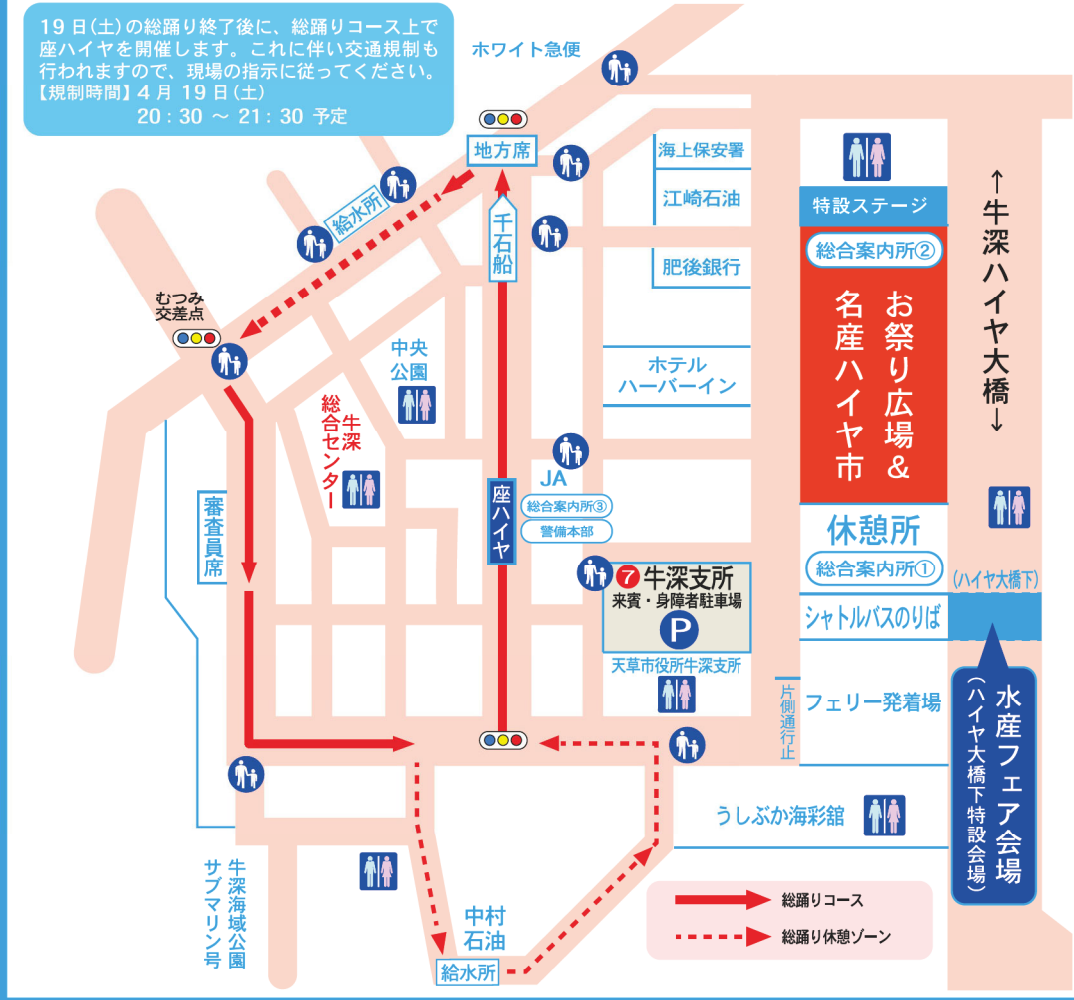 19日(土)の総踊り終了後に、総踊りコース上で
座ハイヤを開催します。これに伴い交通規制も
行われますので、現場の指示に従ってください。
【規制時間】4月 19日(土)
20:30 ～ 21:30 予定
ホワイト急便
地方席
給水所
千石船
海上保安署
江崎石油
肥後銀行
ホテル
ハーバーイン
特設ステージ
総合案内所②
お祭り広場&
名産ハイヤ市
←牛深ハイヤ大橋→
むつみ
交差点
中央
公園
牛深
総合センター
審査員席
座ハイヤ
JA
総合案内所③
警備本部
休憩所
総合案内所①
(ハイヤ大橋下)
シャトルバスのりば
7 牛深支所
来賓・身障者駐車場
P
天草市役所牛深支所
片側通行止
フェリー発着場
水産フェア会場
(ハイヤ大橋下特設会場)
うしぶか海彩舘
牛深海域公園
サブマリン号
中村
石油
給水所
総踊りコース
総踊り休憩ゾーン